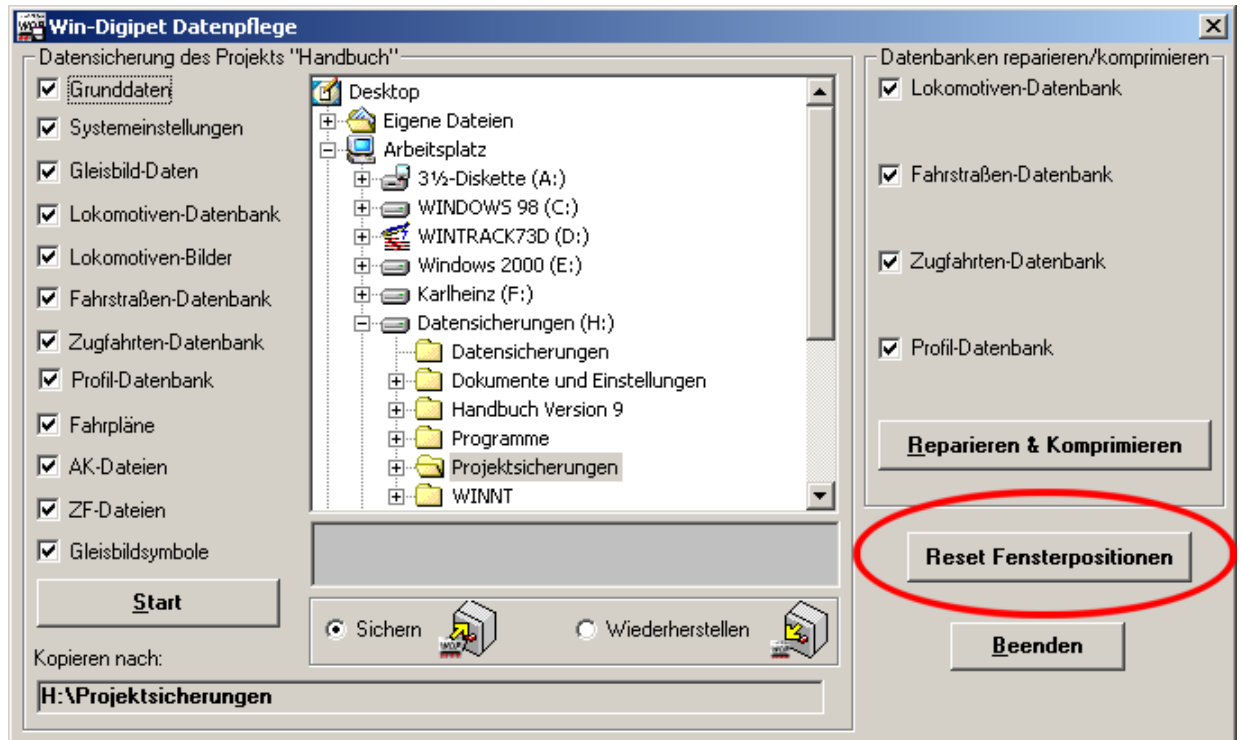 Win-Digipet Datenpflege
Datensicherung des Projekts "Handbuch"
Grunddaten
Systemeinstellungen
Gleisbild-Daten
Lokomotiven-Datenbank
Lokomotiven-Bilder
Fahrstraßen-Datenbank
Zugfahrten-Datenbank
Profil-Datenbank
Fahrpläne
AK-Dateien
ZF-Dateien
Gleisbildsymbole
Start
Kopieren nach:
H:\Projektsicherungen
Desktop
Eigene Dateien
Arbeitsplatz
3½-Diskette (A:)
WINDOWS 98 (C:)
WINTRACK73D (D:)
Windows 2000 (E:)
Karlheinz (F:)
Datensicherungen (H:)
Datensicherungen
Dokumente und Einstellungen
Handbuch Version 9
Programme
Projektsicherungen
WINNT
Sichern
Wiederherstellen
Datenbanken reparieren/komprimieren
Lokomotiven-Datenbank
Fahrstraßen-Datenbank
Zugfahrten-Datenbank
Profil-Datenbank
Reparieren & Komprimieren
Reset Fensterpositionen
Beenden